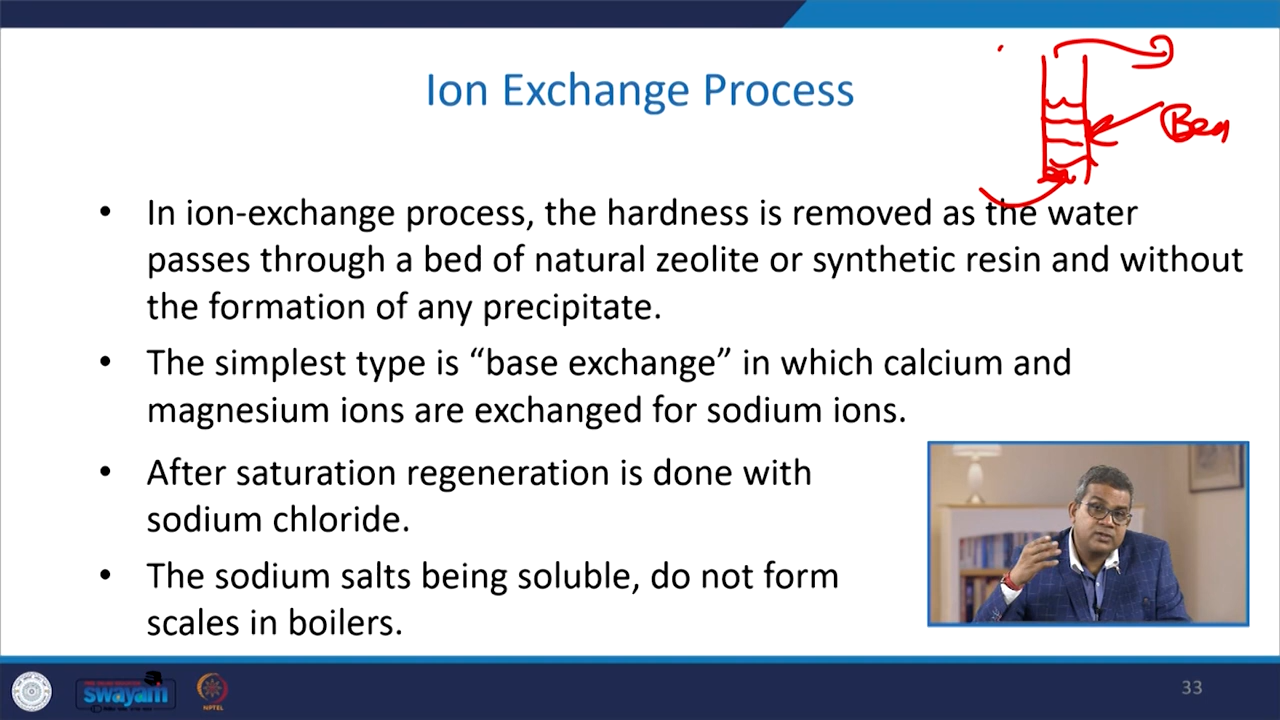 Ion Exchange Process
Bed
• In ion-exchange process, the hardness is removed as the water
passes through a bed of natural zeolite or synthetic resin and without
the formation of any precipitate.
• The simplest type is “base exchange” in which calcium and
magnesium ions are exchanged for sodium ions.
• After saturation regeneration is done with
sodium chloride.
• The sodium salts being soluble, do not form
scales in boilers.
swayam
NPTEL
33